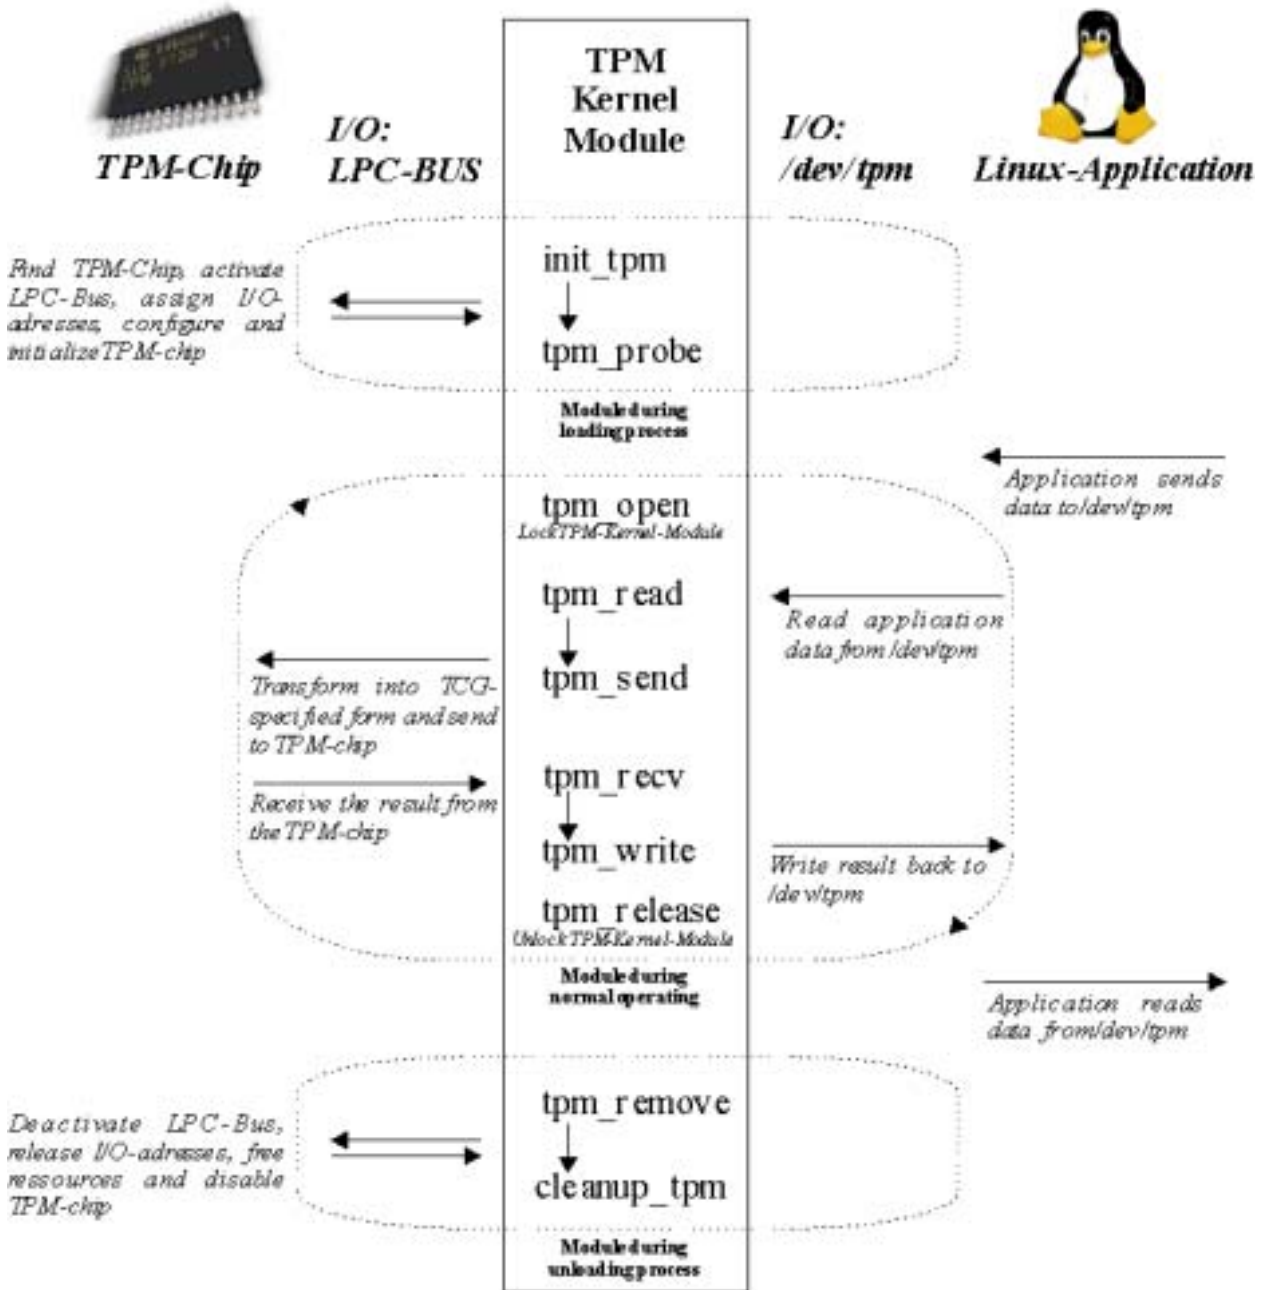 TPM
Kernel
Module
I/O:
LPC-BUS
I/O:
/dev/tpm
TPM-Chip
Linux-Application
Find TPM-Chip, activate
LPC-Bus, assign I/O-
adresses, configure and
initialize TPM-chip
init_tpm
tpm_probe
Module during
loading process
Application sends
data to /dev/tpm
tpm_open
Lock TPM-Kernel-Module
tpm_read
Read application
data from /dev/tpm
tpm_send
Transform into TCG-
specified form and send
to TPM-chip
tpm_recv
Receive the result from
the TPM-chip
tpm_write
Write result back to
/dev/tpm
tpm_release
Unlock TPM-Kernel-Module
Module during
normal operating
Application reads
data from /dev/tpm
tpm_remove
Deactivate LPC-Bus,
release I/O-adresses, free
ressources and disable
TPM-chip
cleanup_tpm
Module during
unloading process